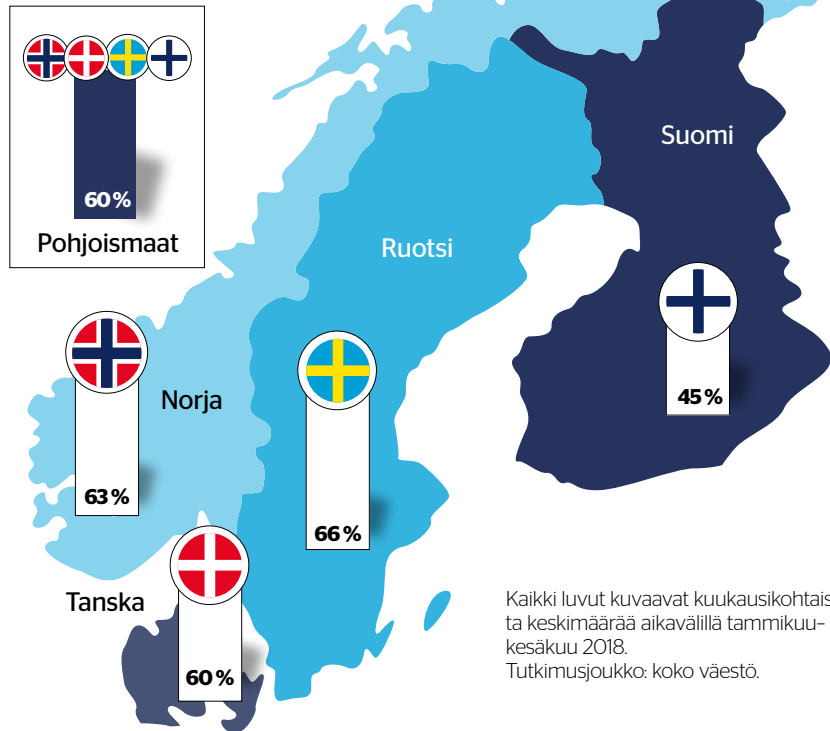 60 %
Pohjoismaat
Suomi
Ruotsi
Norja
45 %
63 %
66 %
Tanska
60 %
Kaikki luvut kuvaavat kuukausikohtais
ta keskimäärää aikavälillä tammikuu–
kesäkuu 2018.
Tutkimusjoukko: koko väestö.